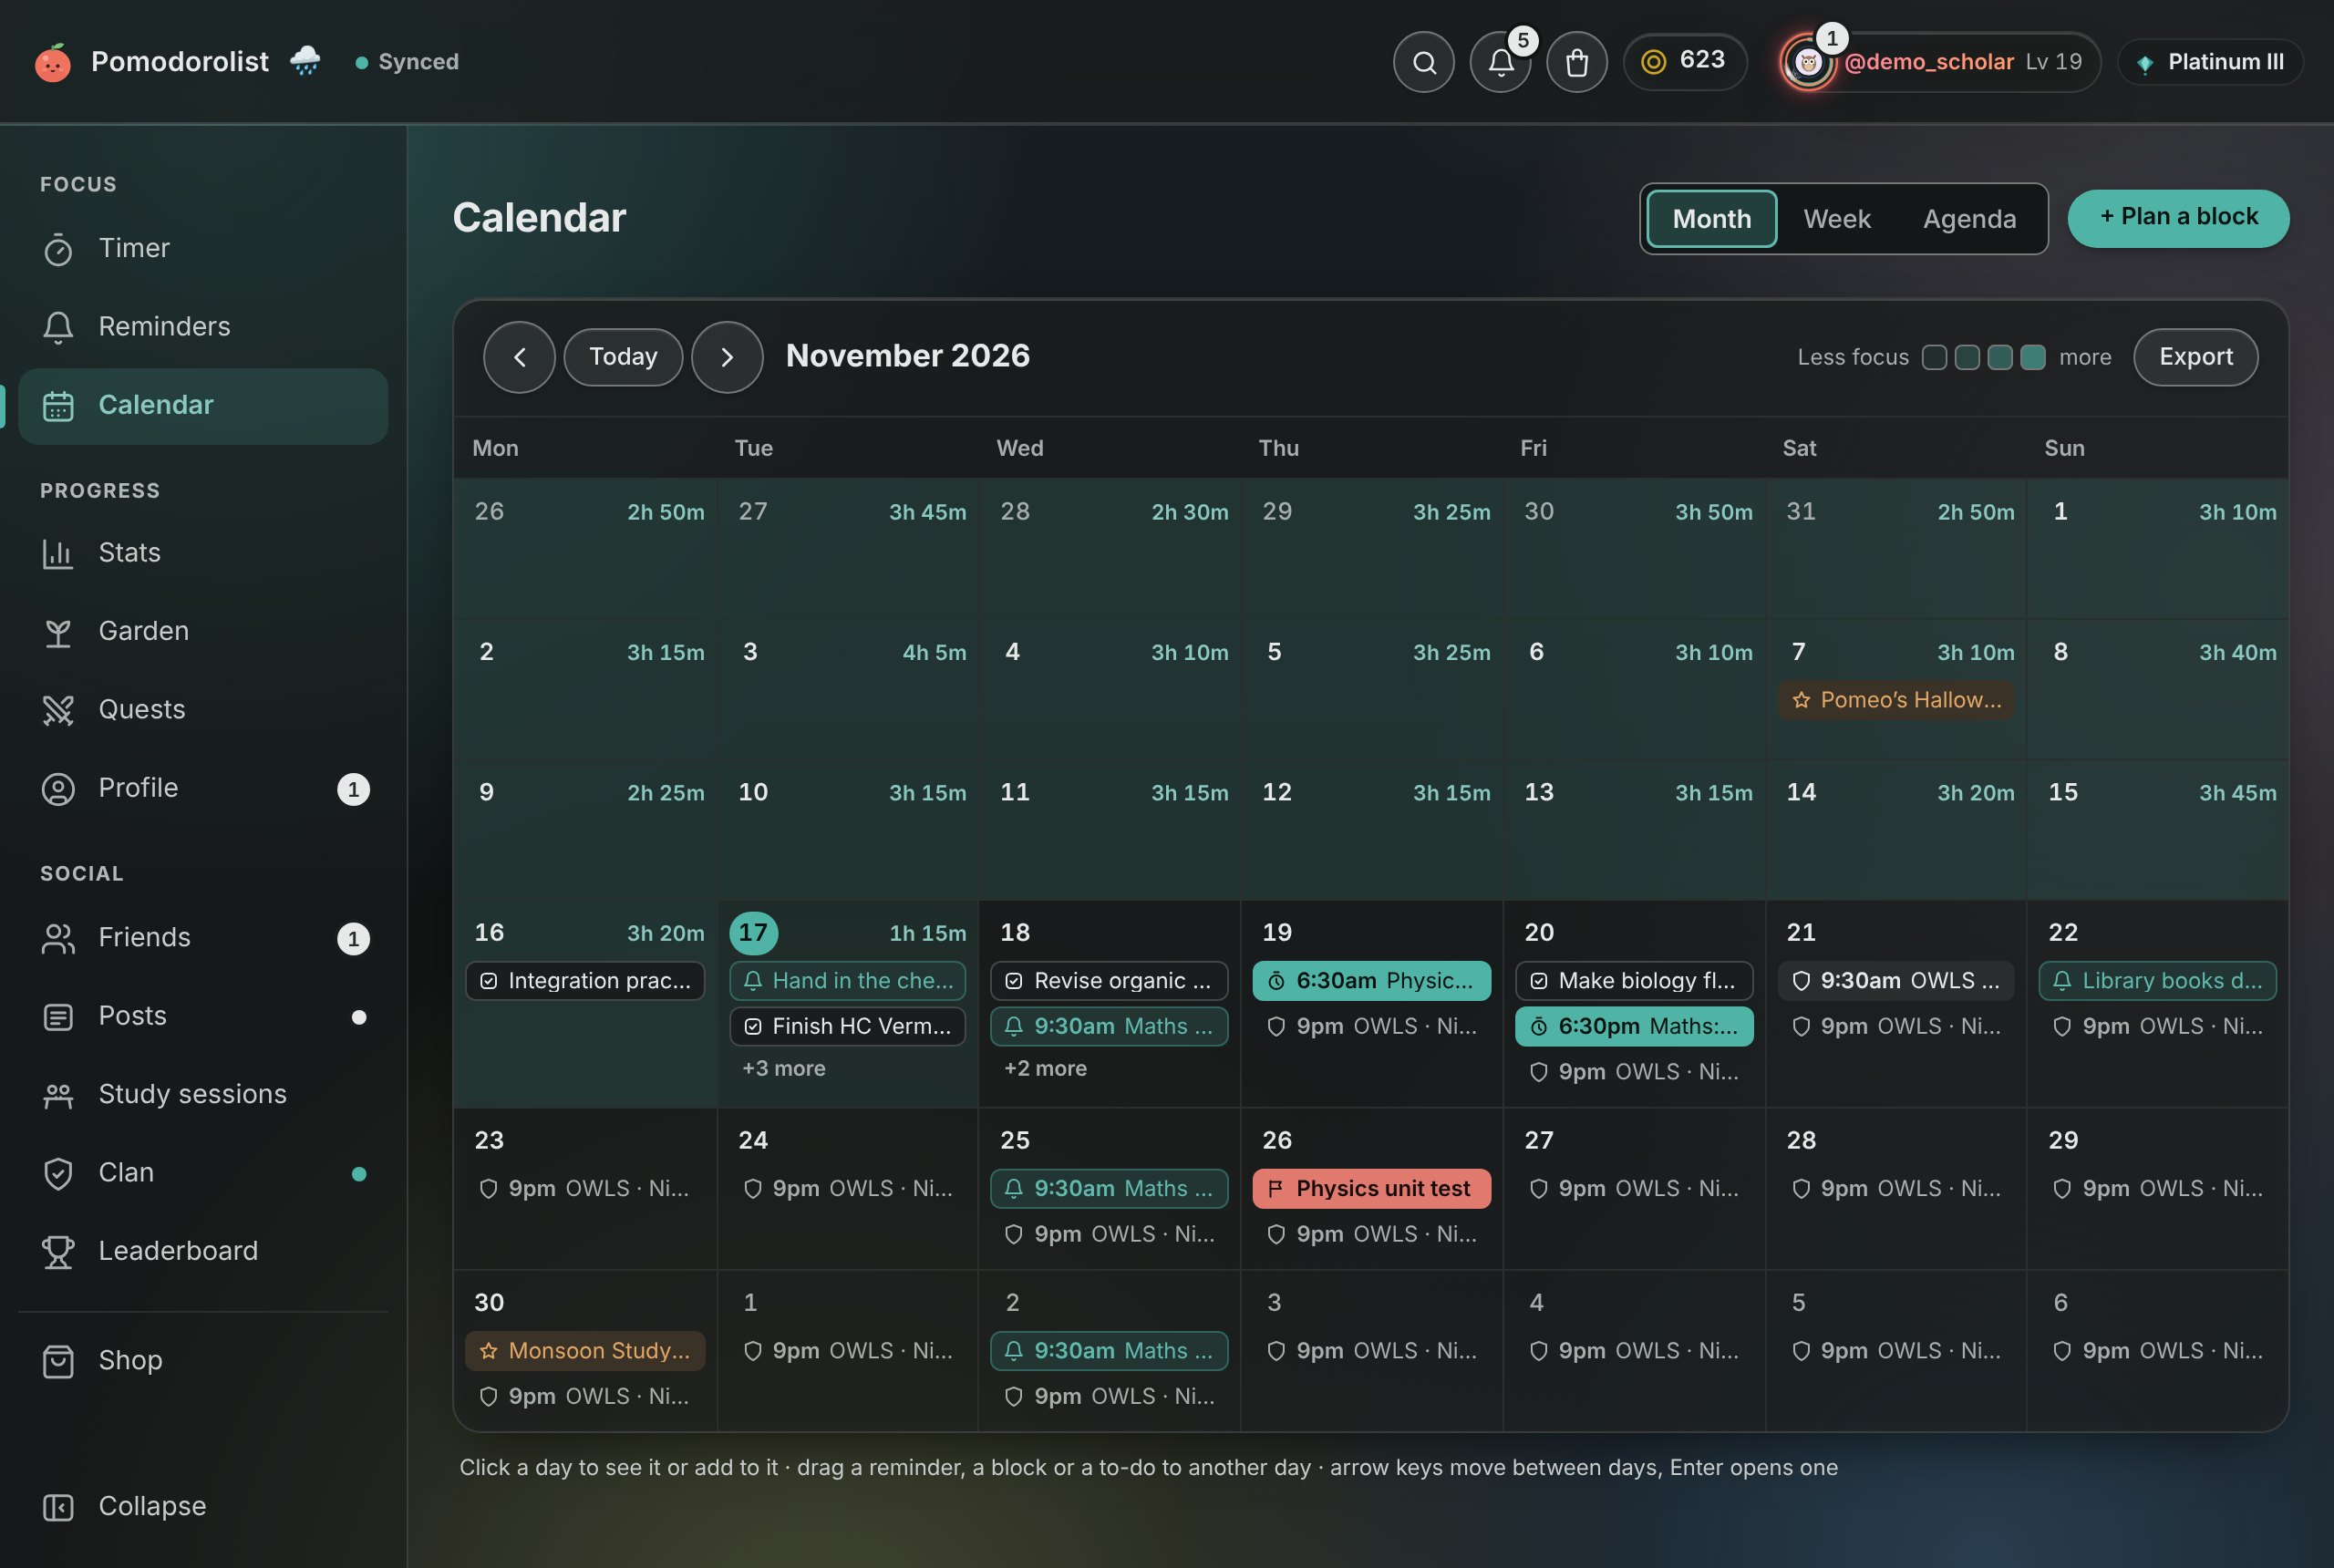 Pomodorolist
Synced
5
623
1
@demo_scholar Lv 19
Platinum III
FOCUS
Timer
Reminders
Calendar
PROGRESS
Stats
Garden
Quests
Profile 1
SOCIAL
Friends 1
Posts
Study sessions
Clan
Leaderboard
Shop
Collapse
Calendar
Month Week Agenda
+ Plan a block
Today
November 2026
Less focus more
Export
Mon Tue Wed Thu Fri Sat Sun
26 2h 50m 27 3h 45m 28 2h 30m 29 3h 25m 30 3h 50m 31 2h 50m 1 3h 10m
2 3h 15m 3 4h 5m 4 3h 10m 5 3h 25m 6 3h 10m 7 3h 10m 8 3h 40m
Pomeo’s Hallow...
9 2h 25m 10 3h 15m 11 3h 15m 12 3h 15m 13 3h 15m 14 3h 20m 15 3h 45m
16 3h 20m 17 1h 15m 18 19 20 21 22
Integration prac... Hand in the che... Revise organic ... 6:30am Physic... Make biology fl... 9:30am OWLS ... Library books d...
Finish HC Verm... 9:30am Maths ... 9pm OWLS · Ni... 6:30pm Maths:... 9pm OWLS · Ni... 9pm OWLS · Ni...
+3 more +2 more 9pm OWLS · Ni...
23 24 25 26 27 28 29
9pm OWLS · Ni... 9pm OWLS · Ni... 9:30am Maths ... Physics unit test 9pm OWLS · Ni... 9pm OWLS · Ni... 9pm OWLS · Ni...
9pm OWLS · Ni... 9pm OWLS · Ni...
30 1 2 3 4 5 6
Monsoon Study... 9pm OWLS · Ni... 9:30am Maths ... 9pm OWLS · Ni... 9pm OWLS · Ni... 9pm OWLS · Ni... 9pm OWLS · Ni...
9pm OWLS · Ni... 9pm OWLS · Ni...
Click a day to see it or add to it · drag a reminder, a block or a to-do to another day · arrow keys move between days, Enter opens one